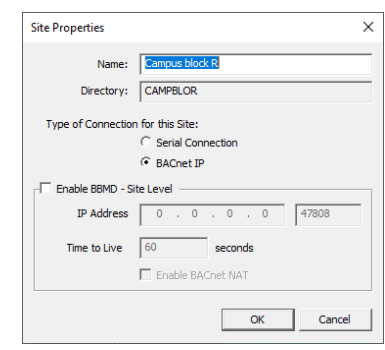 Site Properties
Name: Campus block R
Directory: CAMPBLOR
Type of Connection for this Site:
Serial Connection
BACnet IP
Enable BBMD - Site Level
IP Address 0 . 0 . 0 . 0 47808
Time to Live 60 seconds
Enable BACnet NAT
OK Cancel